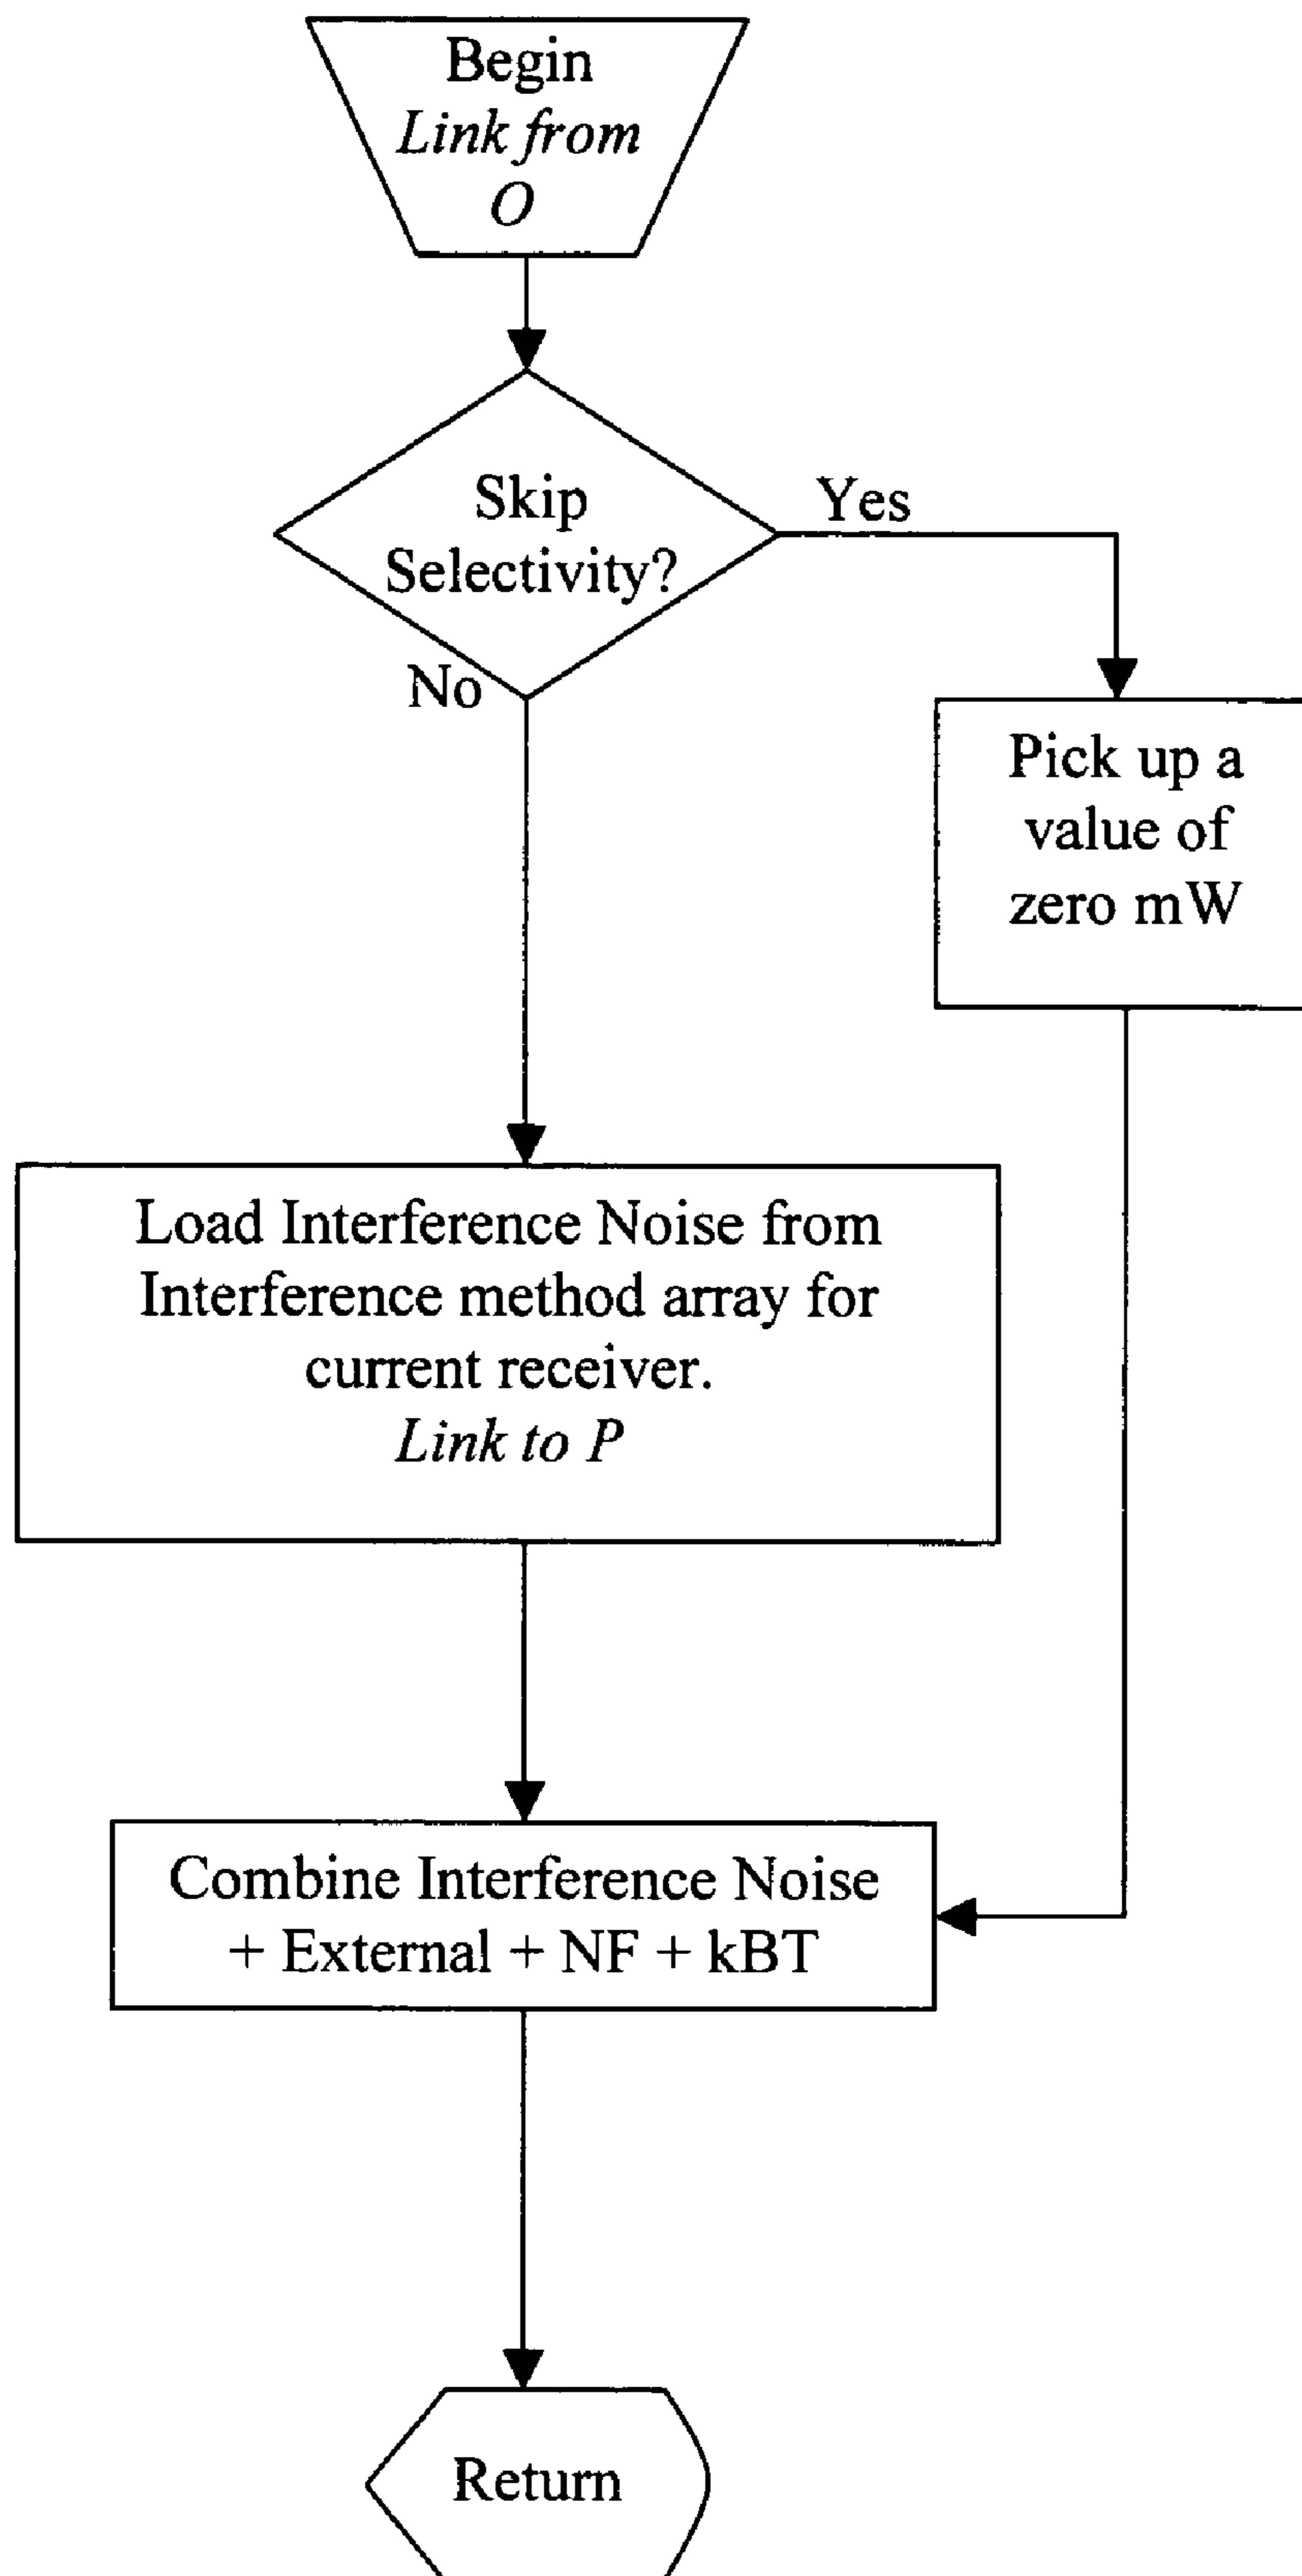 Begin
Link from
O
Skip
Selectivity?
Yes
No
Pick up a
value of
zero mW
Load Interference Noise from
Interference method array for
current receiver.
Link to P
Combine Interference Noise
+ External + NF + kBT
Return